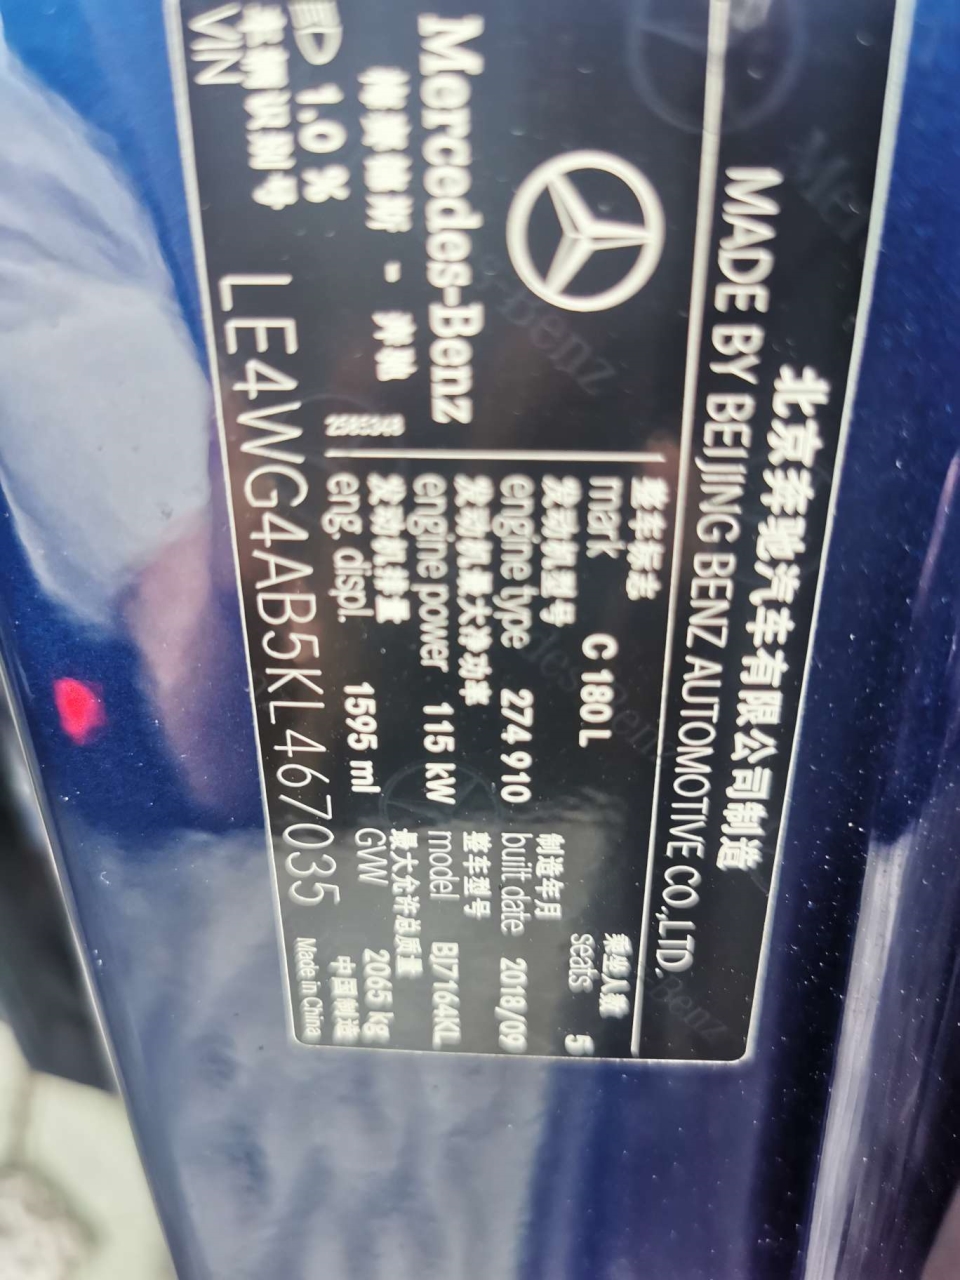 北京奔驰汽车有限公司制造
MADE BY BEIJING BENZ AUTOMOTIVE CO.,LTD.
Mercedes-Benz
梅赛德斯 - 奔驰
整车标志
mark C 180 L
乘坐人数
seats 5
发动机型号
engine type 274 910
制造年月
built date 2018/09
发动机最大净功率
engine power 115 kW
整车型号
model BJ7164KL
发动机排量
eng. displ. 1595 ml
最大允许总质量
GW 2065 kg
1.0 %
中国制造
Made in China
车辆识别号
VIN LE4WG4AB5KL467035